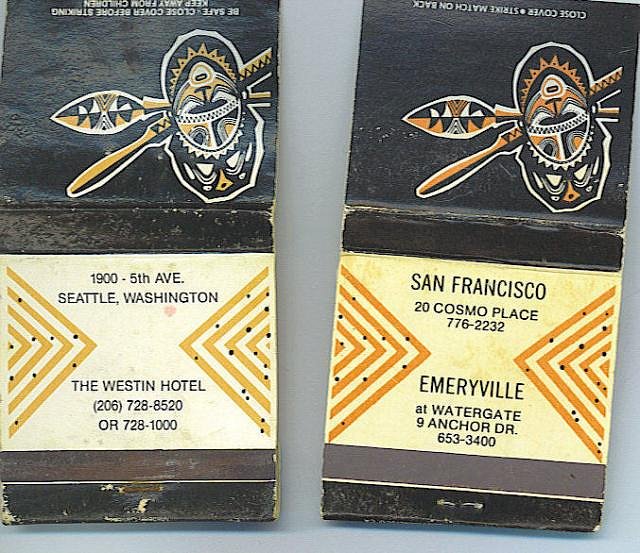 BE SAFE - CLOSE COVER BEFORE STRIKING
KEEP AWAY FROM CHILDREN
1900 - 5th AVE.
SEATTLE, WASHINGTON
THE WESTIN HOTEL
(206) 728-8520
OR 728-1000
CLOSE COVER • STRIKE MATCH ON BACK
SAN FRANCISCO
20 COSMO PLACE
776-2232
EMERYVILLE
at WATERGATE
9 ANCHOR DR.
653-3400